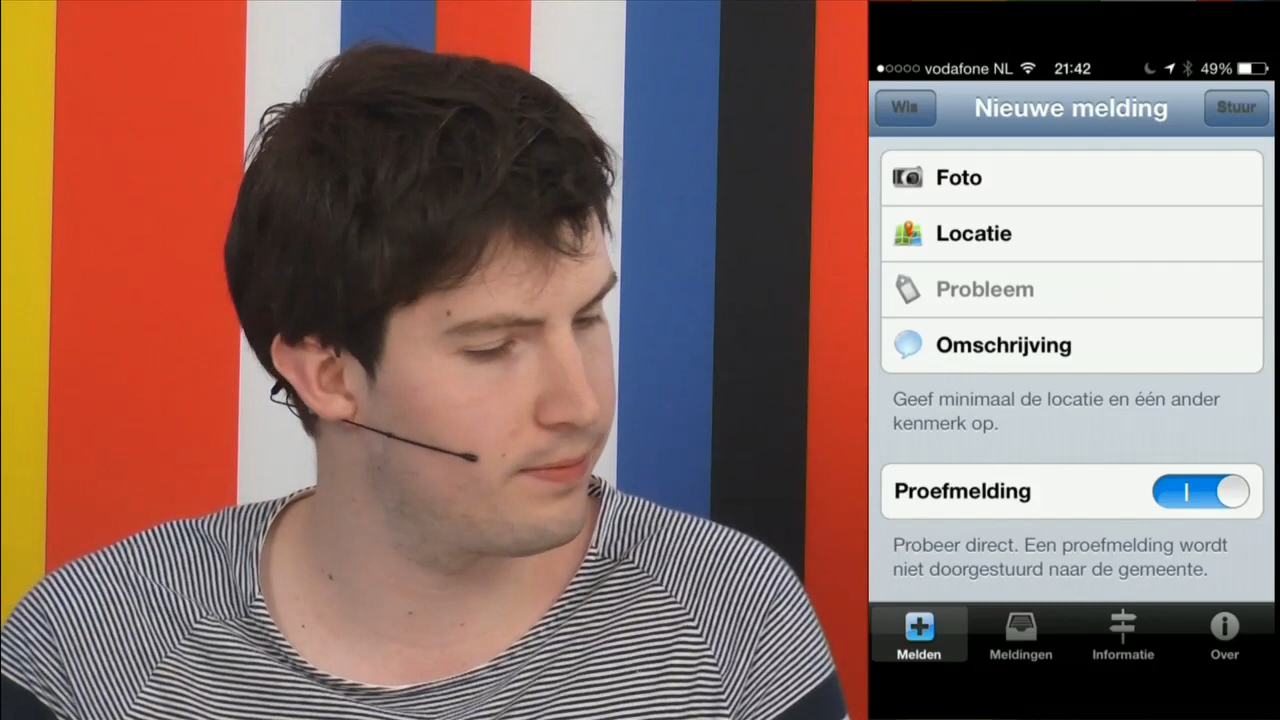 vodafone NL 21:42 49%
Wis Nieuwe melding Stuur
Foto
Locatie
Probleem
Omschrijving
Geef minimaal de locatie en één ander
kenmerk op.
Proefmelding
Probeer direct. Een proefmelding wordt
niet doorgestuurd naar de gemeente.
Melden Meldingen Informatie Over